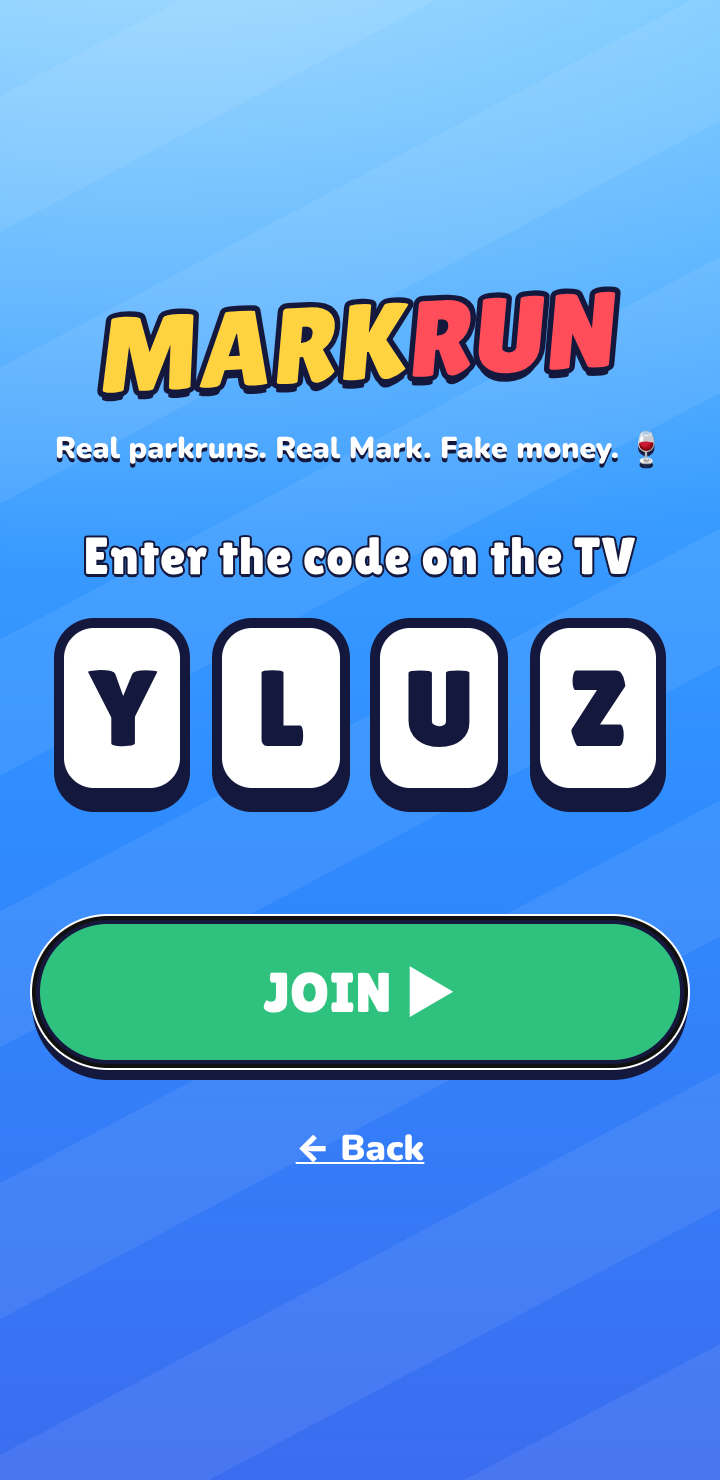 MARKRUN
Real parkruns. Real Mark. Fake money. 🍷
Enter the code on the TV
Y L U Z
JOIN ▶
← Back